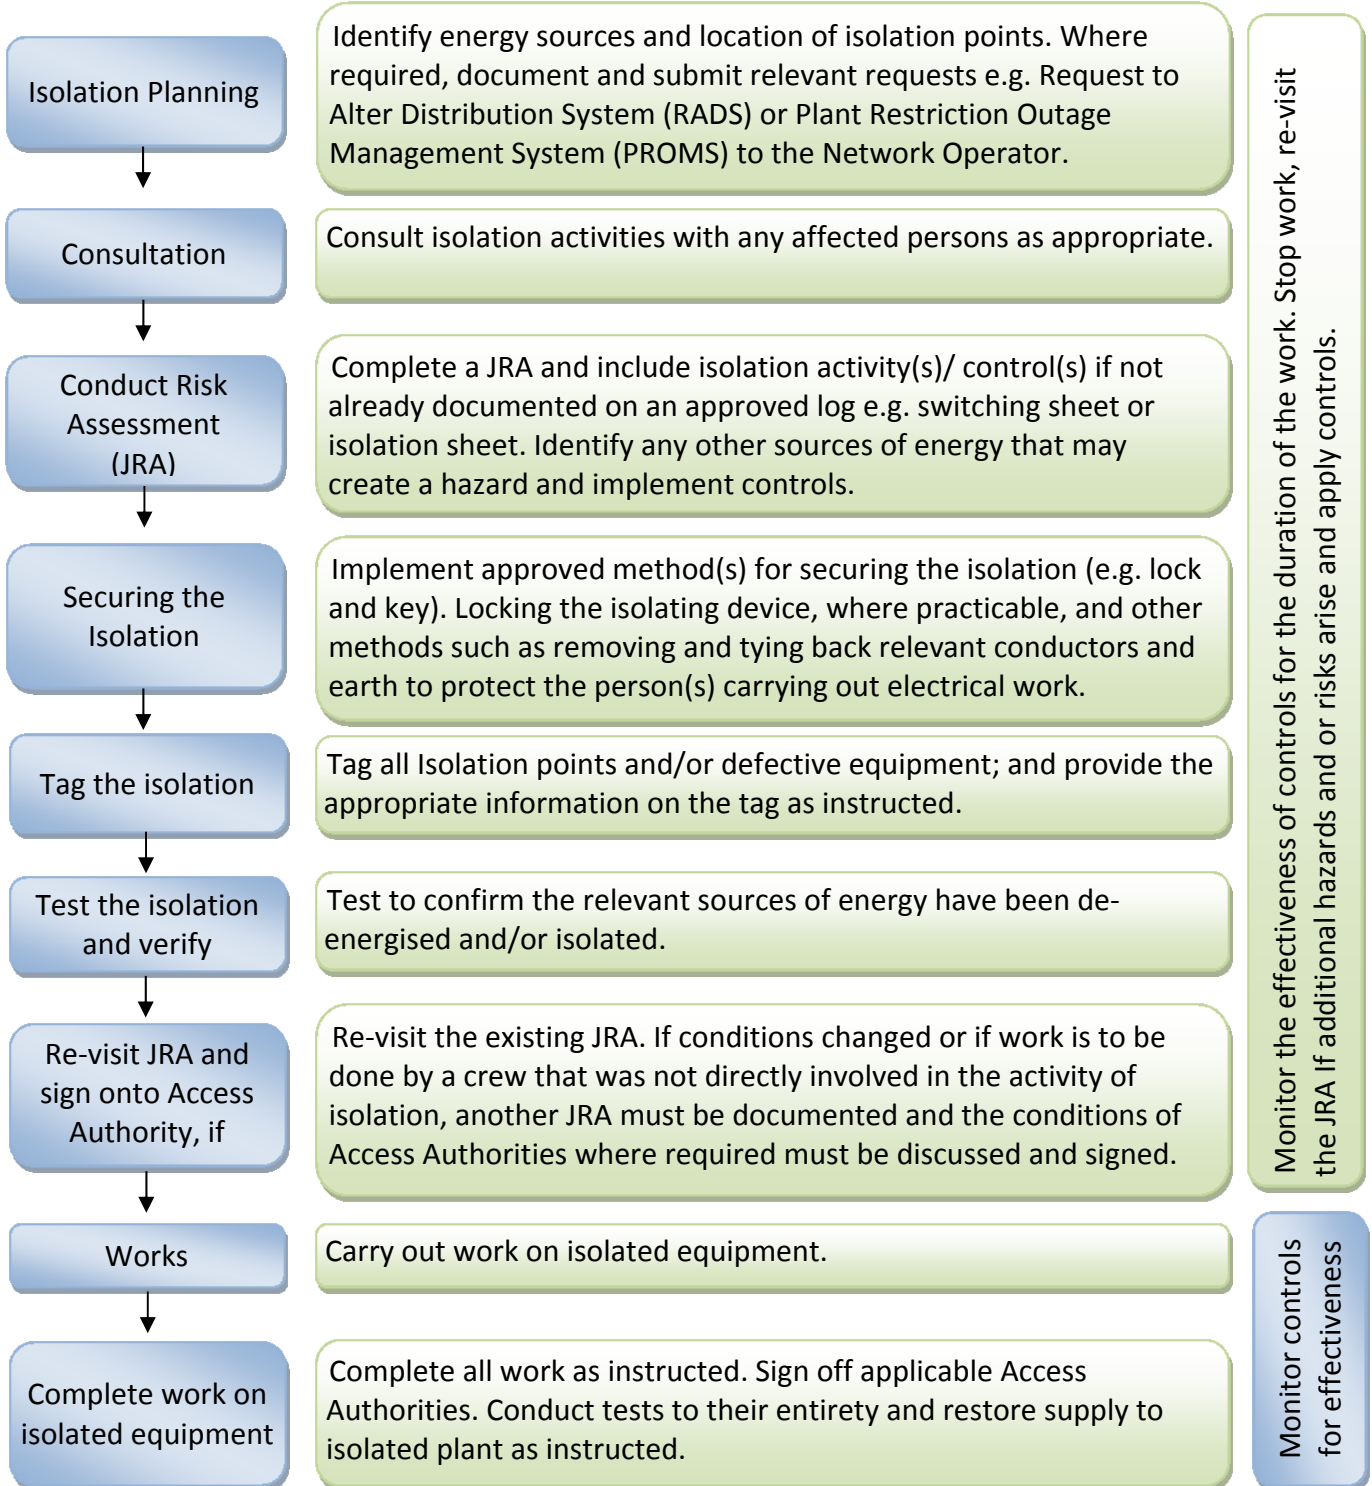 Isolation Planning
Identify energy sources and location of isolation points. Where
required, document and submit relevant requests e.g. Request to
Alter Distribution System (RADS) or Plant Restriction Outage
Management System (PROMS) to the Network Operator.
Consultation
Consult isolation activities with any affected persons as appropriate.
Conduct Risk
Assessment
(JRA)
Complete a JRA and include isolation activity(s)/ control(s) if not
already documented on an approved log e.g. switching sheet or
isolation sheet. Identify any other sources of energy that may
create a hazard and implement controls.
Securing the
Isolation
Implement approved method(s) for securing the isolation (e.g. lock
and key). Locking the isolating device, where practicable, and other
methods such as removing and tying back relevant conductors and
earth to protect the person(s) carrying out electrical work.
Tag the isolation
Tag all Isolation points and/or defective equipment; and provide the
appropriate information on the tag as instructed.
Test the isolation
and verify
Test to confirm the relevant sources of energy have been de-
energised and/or isolated.
Re-visit JRA and
sign onto Access
Authority, if
Re-visit the existing JRA. If conditions changed or if work is to be
done by a crew that was not directly involved in the activity of
isolation, another JRA must be documented and the conditions of
Access Authorities where required must be discussed and signed.
Works
Carry out work on isolated equipment.
Complete work on
isolated equipment
Complete all work as instructed. Sign off applicable Access
Authorities. Conduct tests to their entirety and restore supply to
isolated plant as instructed.
Monitor the effectiveness of controls for the duration of the work. Stop work, re-visit
the JRA If additional hazards and or risks arise and apply controls.
Monitor controls
for effectiveness